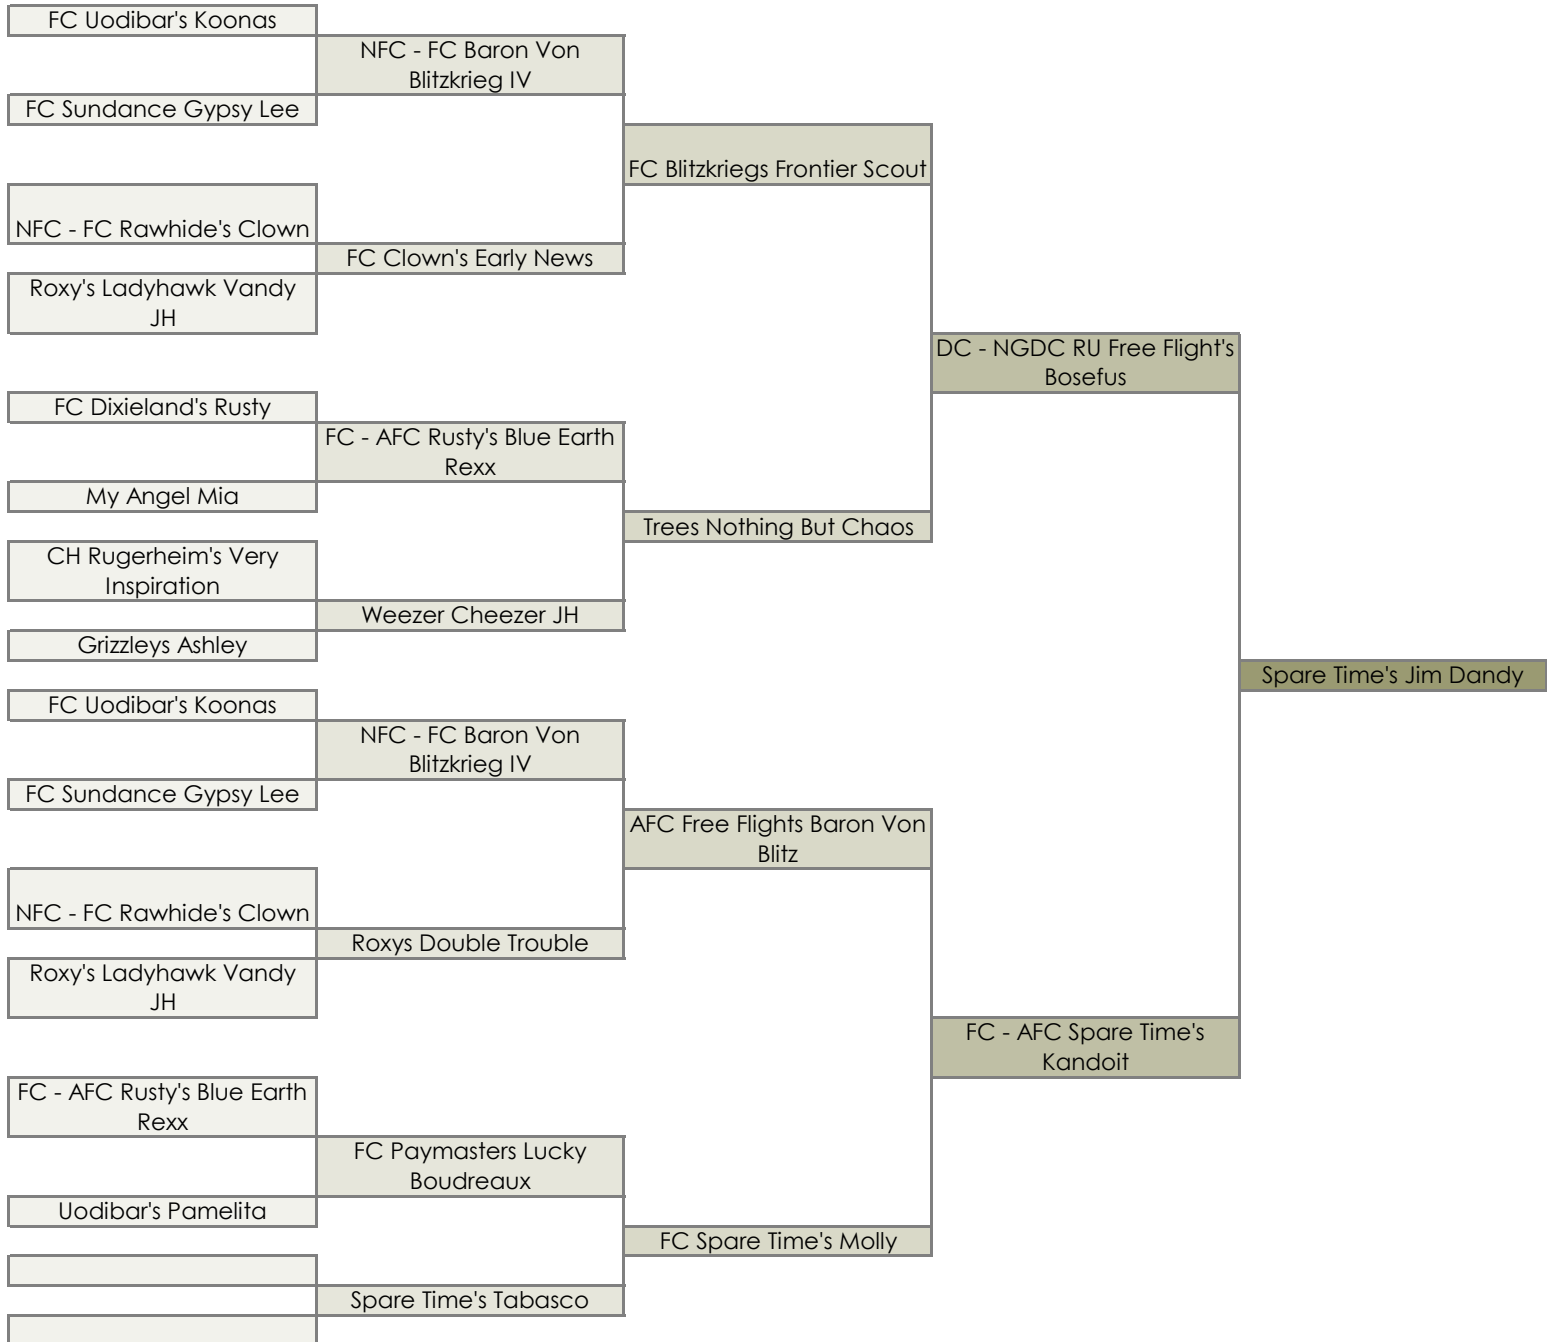 FC Uodibar's Koonas
NFC - FC Baron Von
Blitzkrieg IV
FC Sundance Gypsy Lee
FC Blitzkriegs Frontier Scout
NFC - FC Rawhide's Clown
FC Clown's Early News
Roxy's Ladyhawk Vandy
JH
DC - NGDC RU Free Flight's
Bosefus
FC Dixieland's Rusty
FC - AFC Rusty's Blue Earth
Rexx
My Angel Mia
Trees Nothing But Chaos
CH Rugerheim's Very
Inspiration
Weezer Cheezer JH
Grizzleys Ashley
Spare Time's Jim Dandy
FC Uodibar's Koonas
NFC - FC Baron Von
Blitzkrieg IV
FC Sundance Gypsy Lee
AFC Free Flights Baron Von
Blitz
NFC - FC Rawhide's Clown
Roxys Double Trouble
Roxy's Ladyhawk Vandy
JH
FC - AFC Spare Time's
Kandoit
FC - AFC Rusty's Blue Earth
Rexx
FC Paymasters Lucky
Boudreaux
Uodibar's Pamelita
FC Spare Time's Molly
Spare Time's Tabasco